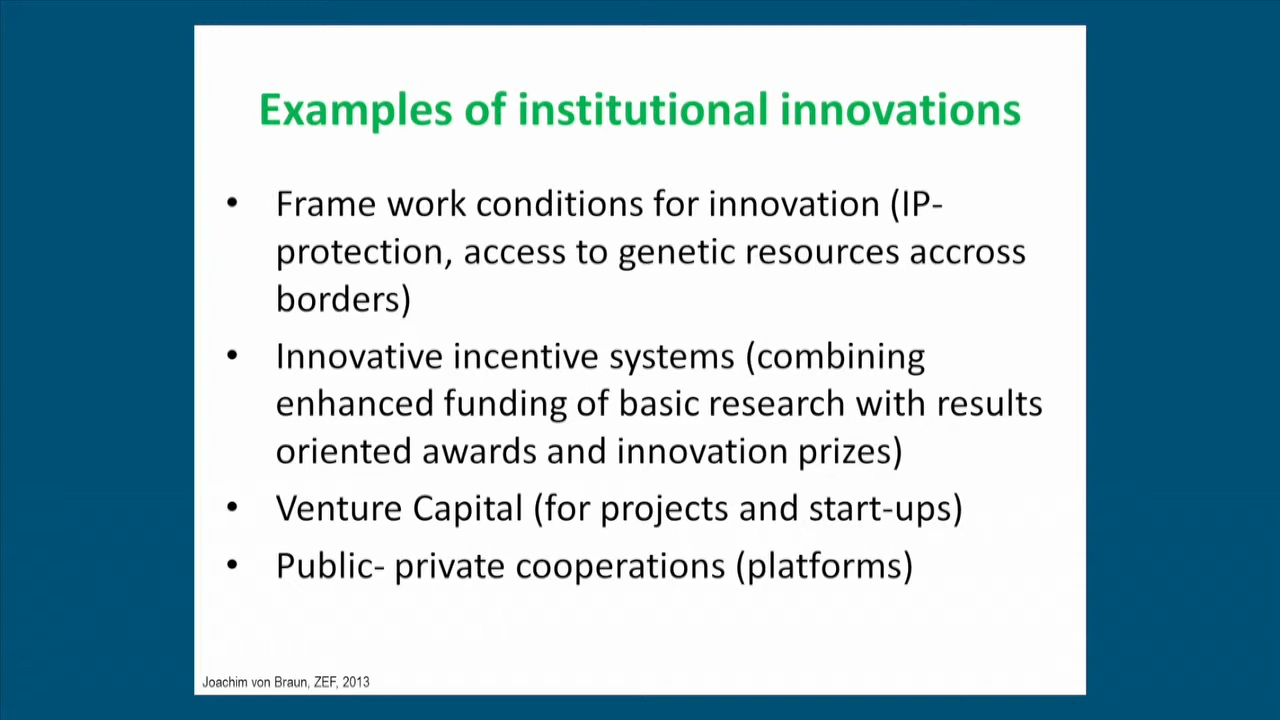 Examples of institutional innovations
• Frame work conditions for innovation (IP-
protection, access to genetic resources accross
borders)
• Innovative incentive systems (combining
enhanced funding of basic research with results
oriented awards and innovation prizes)
• Venture Capital (for projects and start-ups)
• Public- private cooperations (platforms)
Joachim von Braun, ZEF, 2013